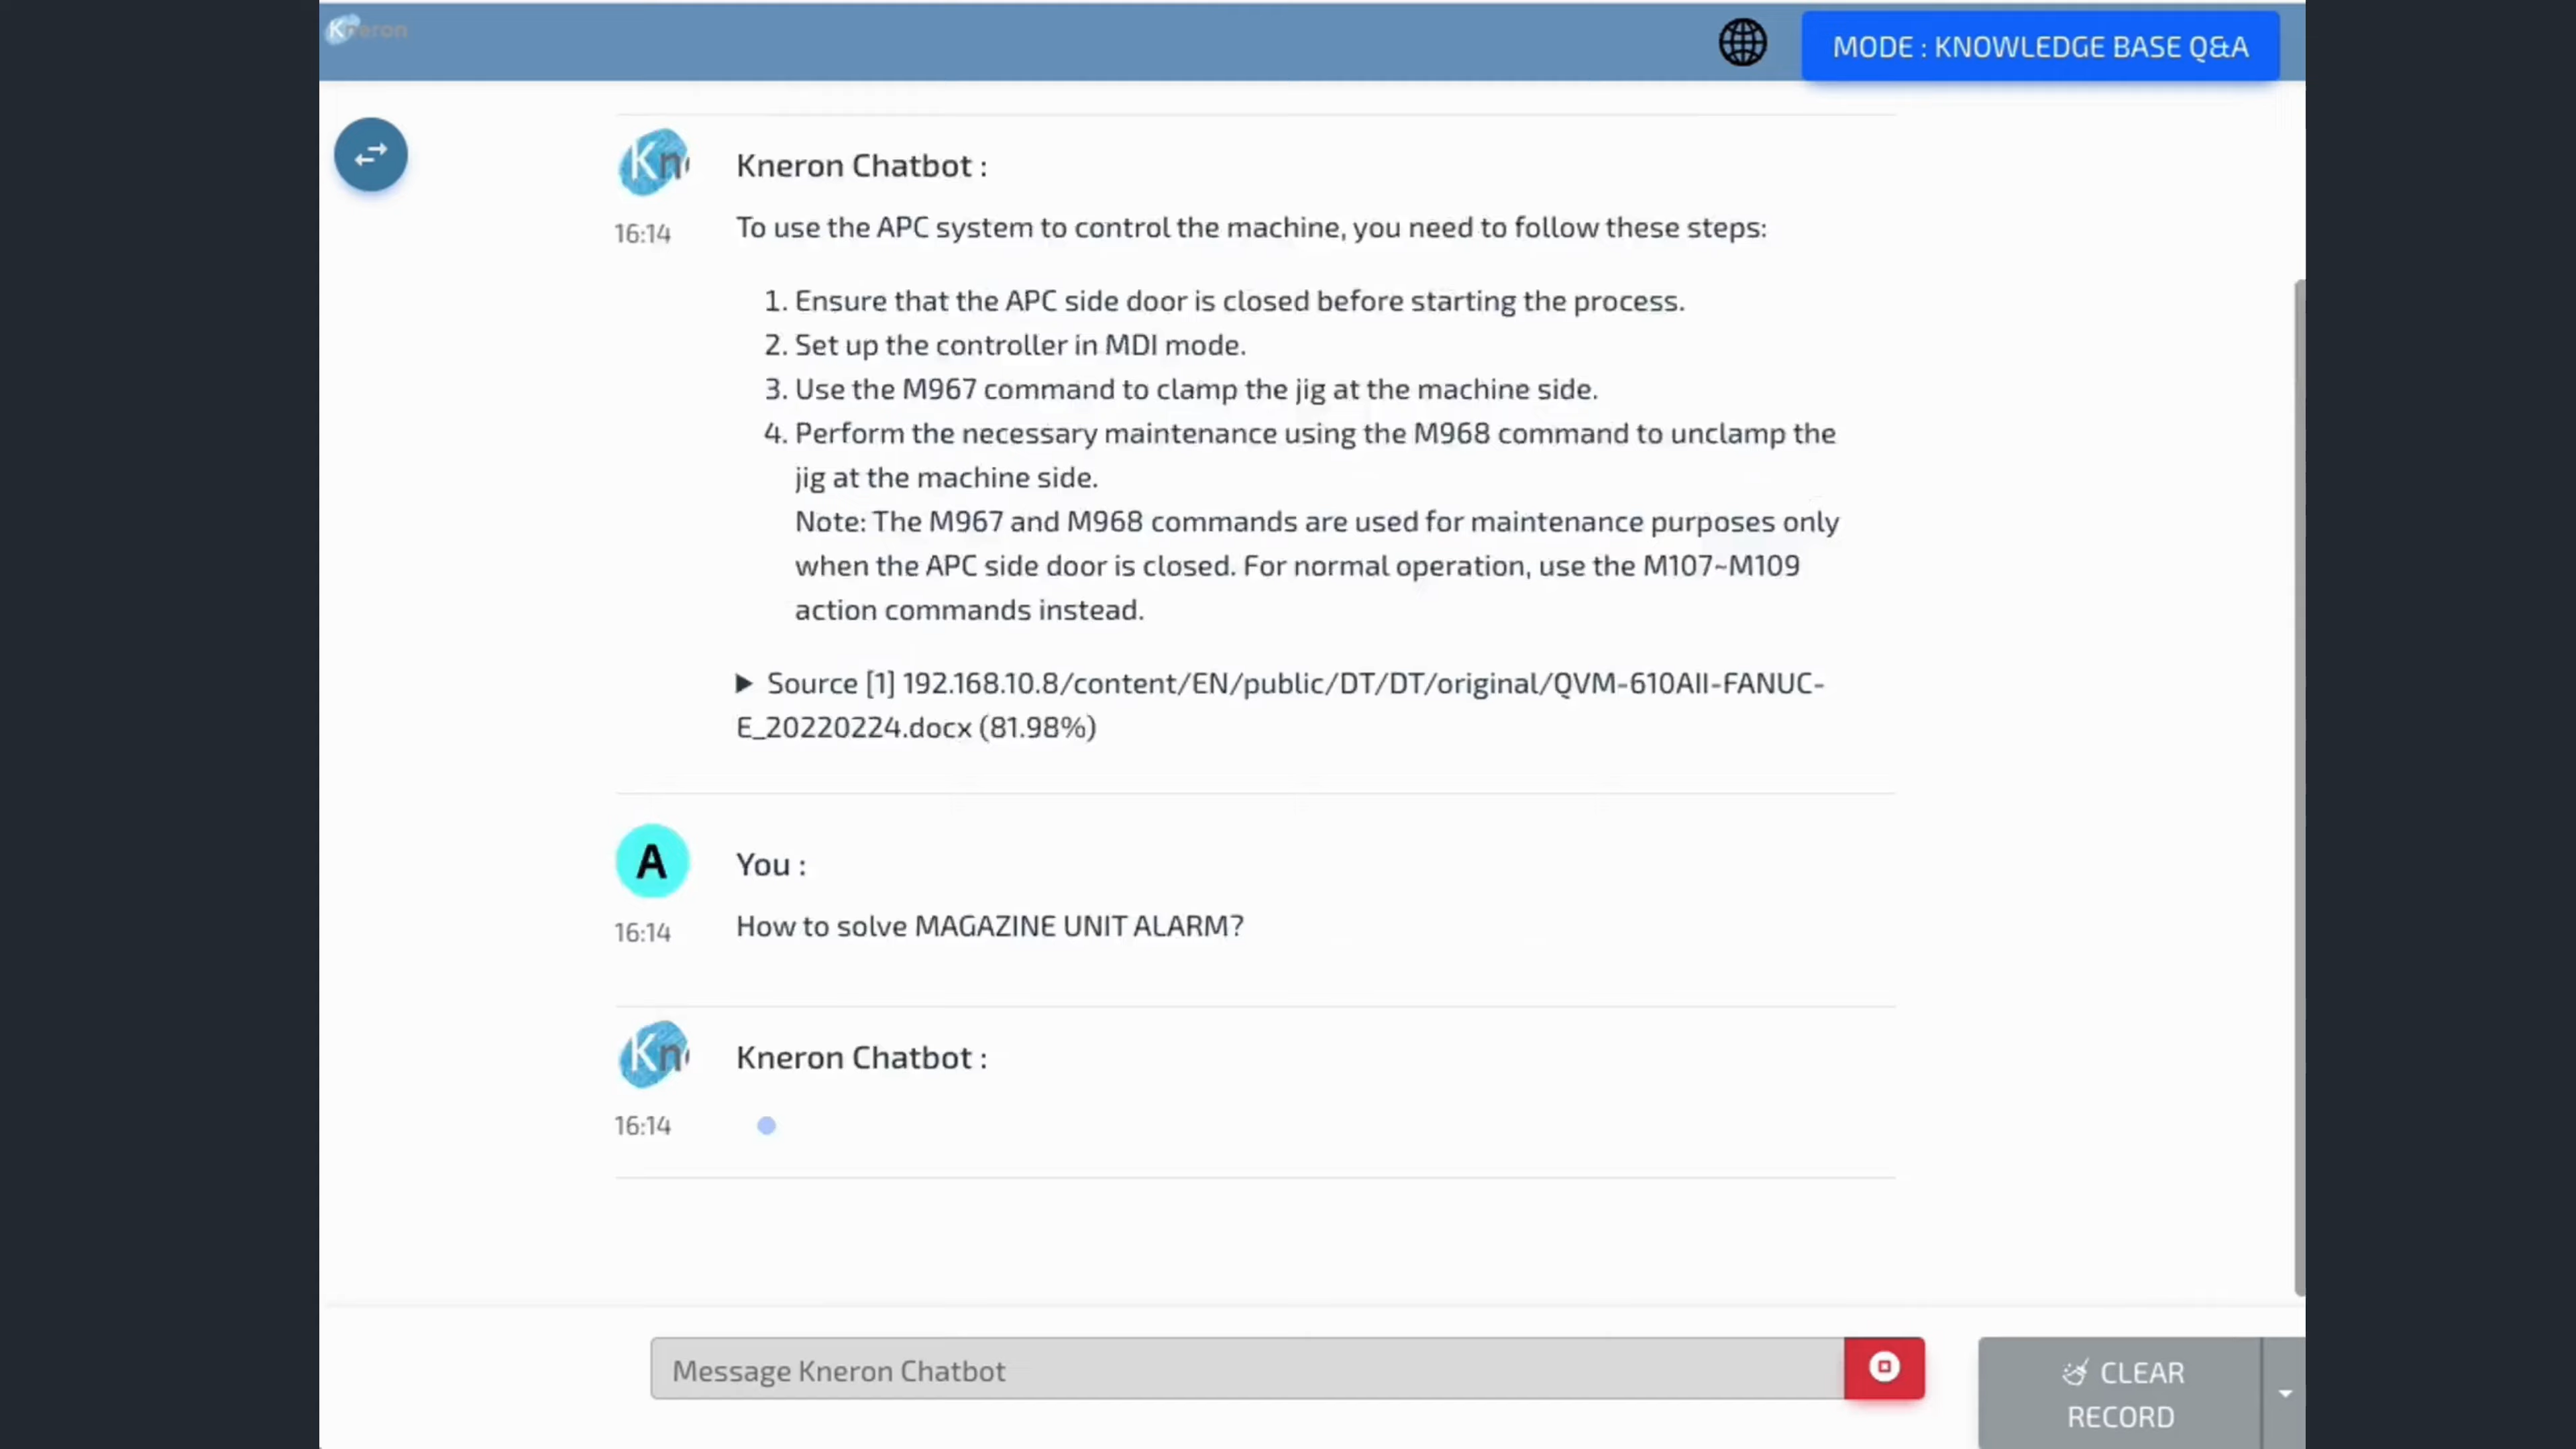 Kneron
MODE : KNOWLEDGE BASE Q&A
Kn
Kneron Chatbot :
16:14
To use the APC system to control the machine, you need to follow these steps:
1. Ensure that the APC side door is closed before starting the process.
2. Set up the controller in MDI mode.
3. Use the M967 command to clamp the jig at the machine side.
4. Perform the necessary maintenance using the M968 command to unclamp the
jig at the machine side.
Note: The M967 and M968 commands are used for maintenance purposes only
when the APC side door is closed. For normal operation, use the M107~M109
action commands instead.
▶ Source [1] 192.168.10.8/content/EN/public/DT/DT/original/QVM-610AII-FANUC-
E_20220224.docx (81.98%)
A
You :
16:14
How to solve MAGAZINE UNIT ALARM?
Kn
Kneron Chatbot :
16:14
Message Kneron Chatbot
CLEAR
RECORD